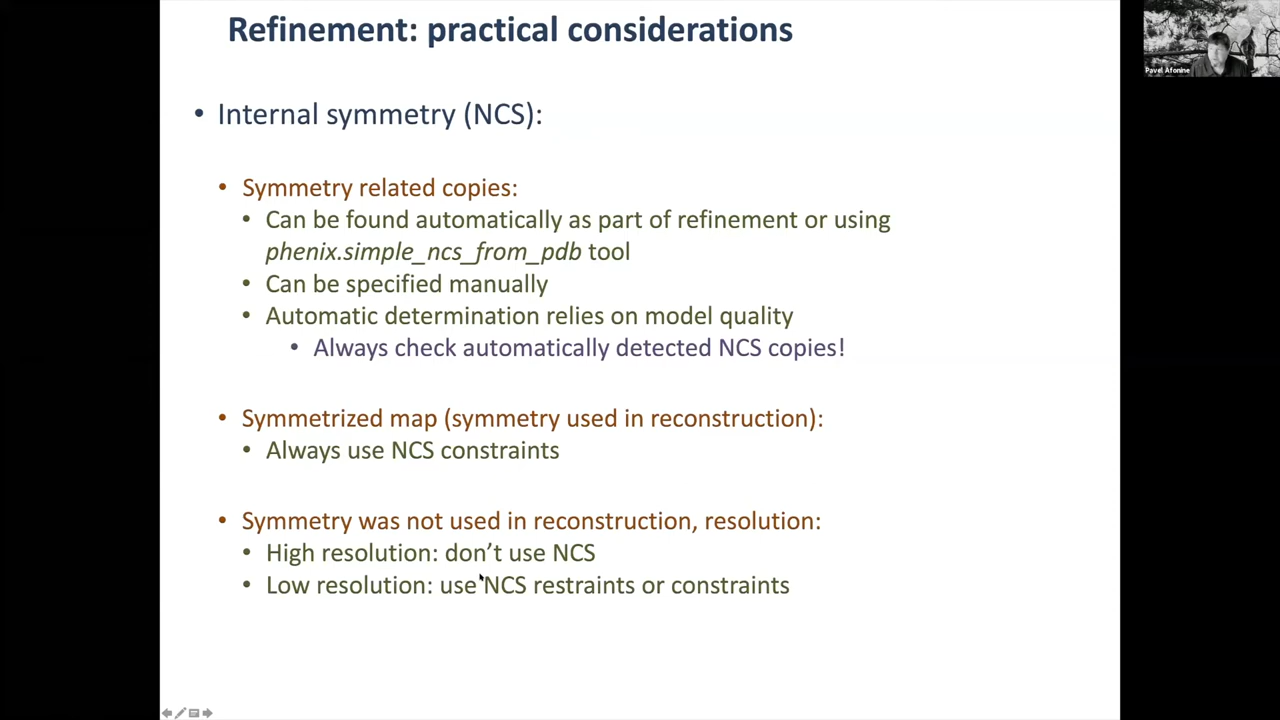 Refinement: practical considerations
Pavel Afonine
• Internal symmetry (NCS):
• Symmetry related copies:
• Can be found automatically as part of refinement or using
phenix.simple_ncs_from_pdb tool
• Can be specified manually
• Automatic determination relies on model quality
• Always check automatically detected NCS copies!
• Symmetrized map (symmetry used in reconstruction):
• Always use NCS constraints
• Symmetry was not used in reconstruction, resolution:
• High resolution: don’t use NCS
• Low resolution: use NCS restraints or constraints